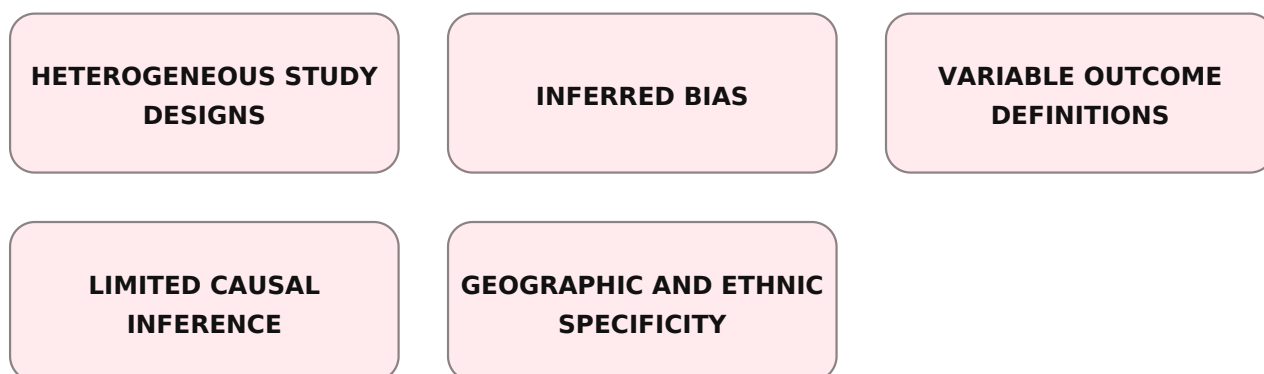 HETEROGENEOUS STUDY
DESIGNS
INFERRED BIAS
VARIABLE OUTCOME
DEFINITIONS
LIMITED CAUSAL
INFERENCE
GEOGRAPHIC AND ETHNIC
SPECIFICITY